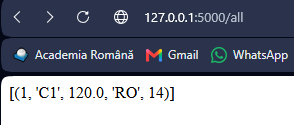 127.0.0.1:5000/all
Academia Română Gmail WhatsApp
[(1, 'C1', 120.0, 'RO', 14)]